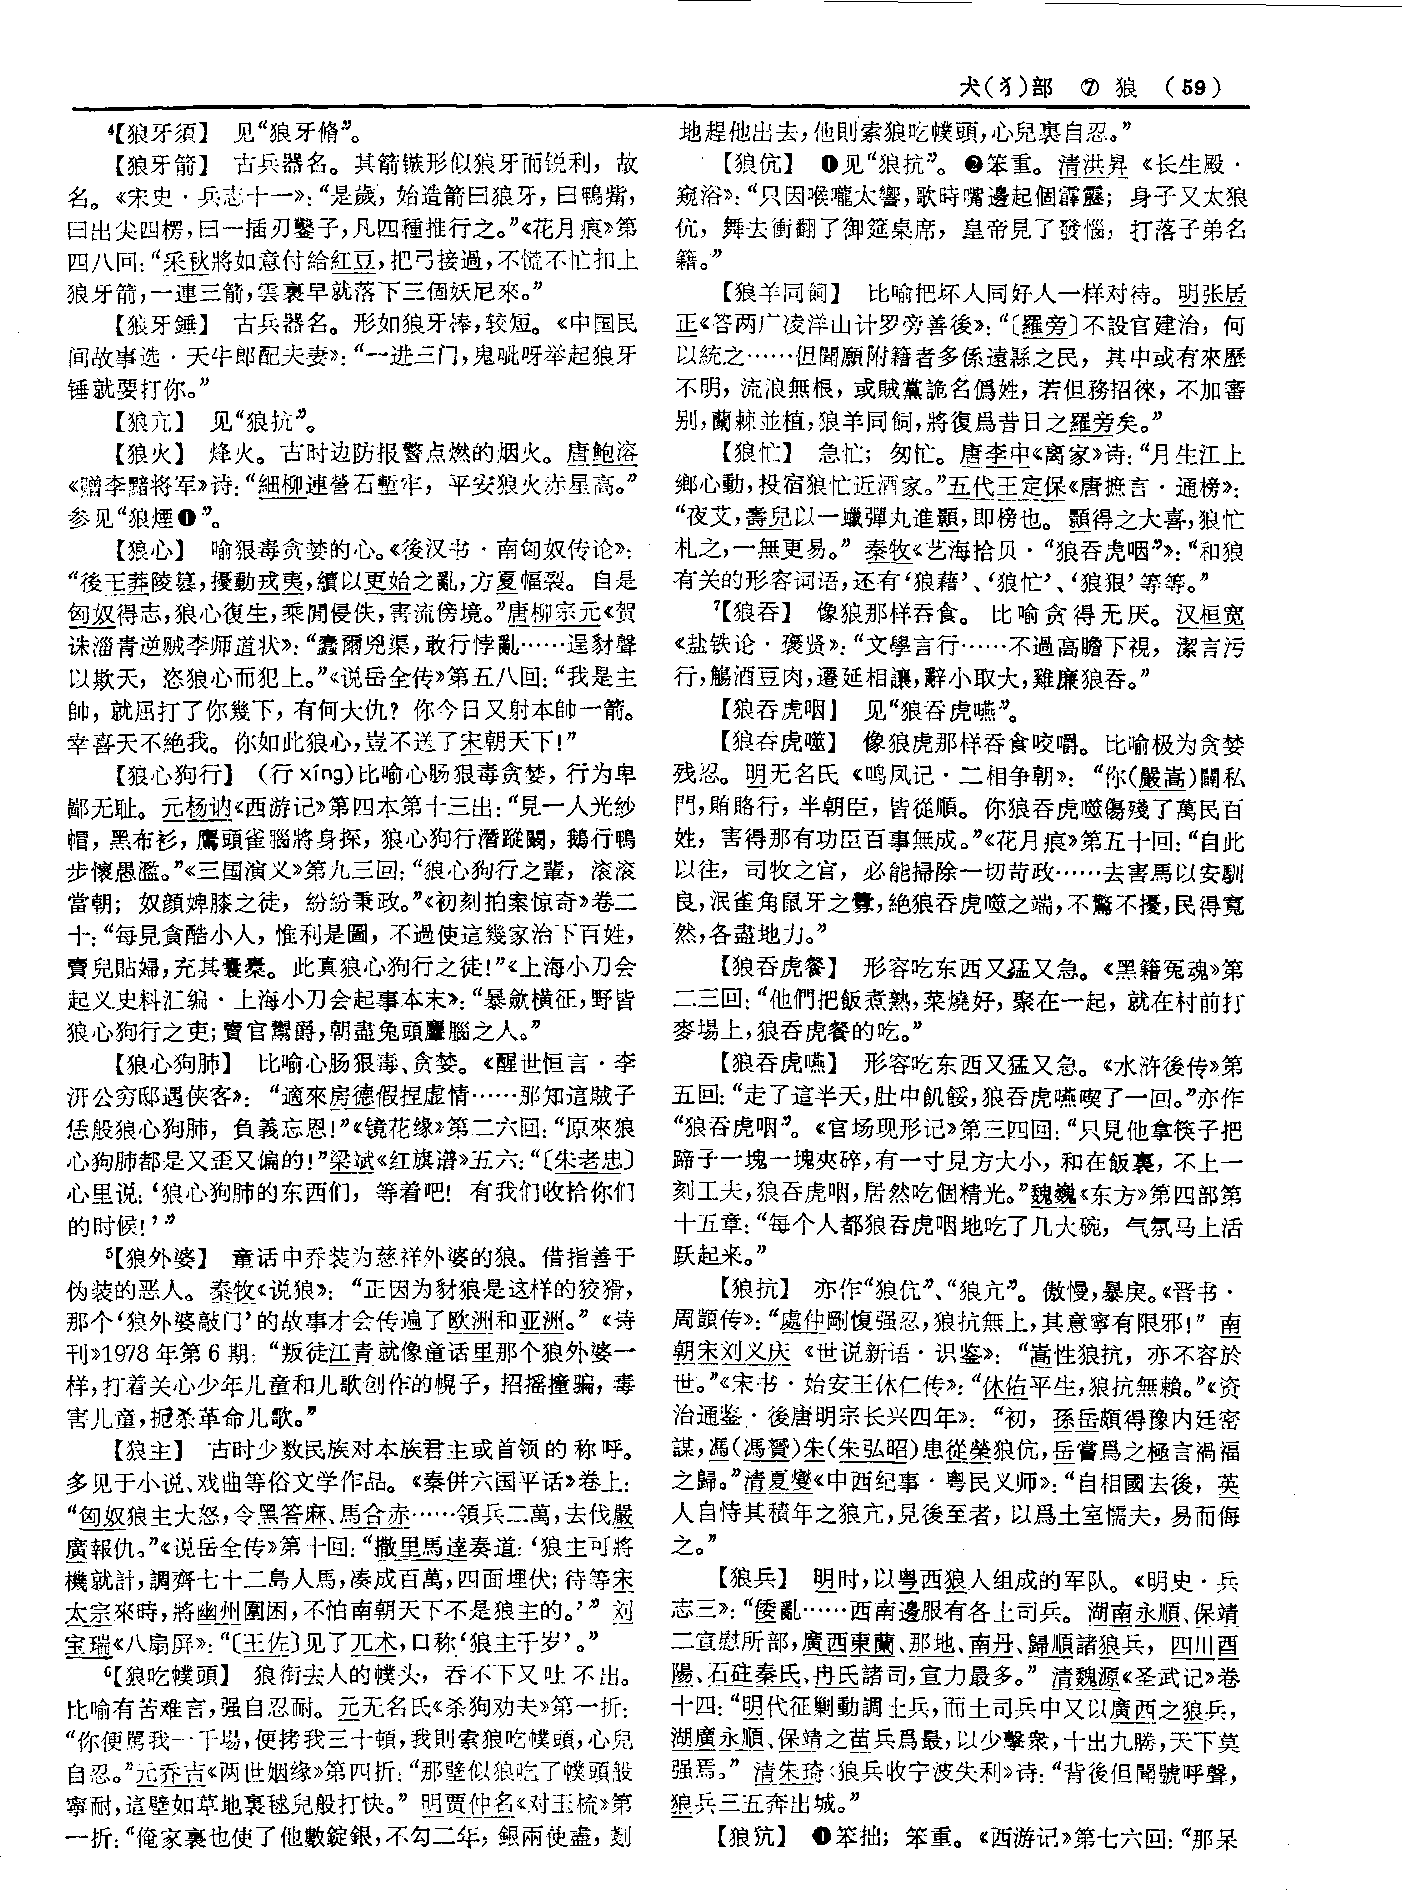 犬(犭)部 ⑦ 狼 (59)
⁴【狼牙須】 见“狼牙脩”。
【狼牙箭】 古兵器名。其箭镞形似狼牙而锐利，故
名。《宋史·兵志十一》：“是歲，始造箭曰狼牙，曰鴨觜，
曰出尖四楞，曰一插刃鑿子，凡四種推行之。”《花月痕》第
四八回：“采秋將如意付給紅豆，把弓接過，不慌不忙扣上
狼牙箭，一連三箭，雲裏早就落下三個妖尼來。”
【狼牙錘】 古兵器名。形如狼牙棒，较短。《中国民
间故事选·天牛郎配夫妻》：“一进三门，鬼呲呀举起狼牙
锤就要打你。”
【狼亢】 见“狼抗”。
【狼火】 烽火。古时边防报警点燃的烟火。唐鲍溶
《赠李黯将军》诗：“細柳連營石塹牢，平安狼火赤星高。”
参见“狼煙❶”。
【狼心】 喻狠毒贪婪的心。《後汉书·南匈奴传论》：
“後王莽陵篡，擾動戎夷，續以更始之亂，方夏幅裂。自是
匈奴得志，狼心復生，乘閒侵佚，害流傍境。”唐柳宗元《贺
诛淄青逆贼李师道状》：“蠢爾兇渠，敢行悖亂……逞豺聲
以欺天，恣狼心而犯上。”《说岳全传》第五八回：“我是主
帥，就屈打了你幾下，有何大仇？你今日又射本帥一箭。
幸喜天不絶我。你如此狼心，豈不送了宋朝天下！”
【狼心狗行】 (行 xíng)比喻心肠狠毒贪婪，行为卑
鄙无耻。元杨讷《西游记》第四本第十三出：“見一人光紗
帽，黑布衫，鷹頭雀腦將身探，狼心狗行潛蹤闞，鵝行鴨
步懷愚濫。”《三国演义》第九三回：“狼心狗行之輩，滚滚
當朝；奴顔婢膝之徒，紛紛秉政。”《初刻拍案惊奇》卷二
十：“每見貪酷小人，惟利是圖，不過使這幾家治下百姓，
賣兒貼婦，充其囊橐。此真狼心狗行之徒！”《上海小刀会
起义史料汇编·上海小刀会起事本末》：“暴斂横征，野皆
狼心狗行之吏；賣官鬻爵，朝盡兔頭麞腦之人。”
【狼心狗肺】 比喻心肠狠毒、贪婪。《醒世恒言·李
汧公穷邸遇侠客》：“適來房德假捏虚情……那知這賊子
恁般狼心狗肺，負義忘恩！”《镜花缘》第二六回：“原來狼
心狗肺都是又歪又偏的！”梁斌《红旗谱》五六：“〔朱老忠〕
心里说：‘狼心狗肺的东西们，等着吧！有我们收拾你们
的时候！’”
⁵【狼外婆】 童话中乔装为慈祥外婆的狼。借指善于
伪装的恶人。秦牧《说狼》：“正因为豺狼是这样的狡猾，
那个‘狼外婆敲门’的故事才会传遍了欧洲和亚洲。”《诗
刊》1978年第6期：“叛徒江青就像童话里那个狼外婆一
样，打着关心少年儿童和儿歌创作的幌子，招摇撞骗，毒
害儿童，扼杀革命儿歌。”
【狼主】 古时少数民族对本族君主或首领的称呼。
多见于小说、戏曲等俗文学作品。《秦併六国平话》卷上：
“匈奴狼主大怒，令黑答麻、馬合赤……領兵二萬，去伐嚴
廣報仇。”《说岳全传》第十回：“撒里馬達奏道：‘狼主可將
機就計，調齊七十二島人馬，凑成百萬，四面埋伏；待等宋
太宗來時，將幽州圍困，不怕南朝天下不是狼主的。’”刘
宝瑞《八扇屏》：“〔王佐〕见了兀术，口称‘狼主千岁’。”
⁶【狼吃幞頭】 狼衔去人的幞头，吞不下又吐不出。
比喻有苦难言，强自忍耐。元无名氏《杀狗劝夫》第一折：
“你便駡我一千場，便拷我三十頓，我則索狼吃幞頭，心兒
自忍。”元乔吉《两世姻缘》第四折：“那壁似狼吃了幞頭般
寧耐，這壁如草地裏毬兒般打快。”明贾仲名《对玉梳》第
一折：“俺家裏也使了他數錠銀，不勾二年，銀兩使盡，剗
地趕他出去，他則索狼吃幞頭，心兒裏自忍。”
【狼伉】 ❶见“狼抗”。❷笨重。清洪昇《长生殿·
窥浴》：“只因喉嚨太響，歌時嘴邊起個霹靂；身子又太狼
伉，舞去衝翻了御筵桌席，皇帝見了發惱，打落子弟名
籍。”
【狼羊同飼】 比喻把坏人同好人一样对待。明张居
正《答两广凌洋山计罗旁善後》：“〔羅旁〕不設官建治，何
以統之……但聞願附籍者多係遠縣之民，其中或有來歷
不明，流浪無根，或賊黨詭名僞姓，若但務招徠，不加審
别，蘭棘並植，狼羊同飼，將復爲昔日之羅旁矣。”
【狼忙】 急忙；匆忙。唐李中《离家》诗：“月生江上
鄉心動，投宿狼忙近酒家。”五代王定保《唐摭言·通榜》：
“夜艾，壽兒以一蠟彈丸進顥，即榜也。顥得之大喜，狼忙
札之，一無更易。”秦牧《艺海拾贝·“狼吞虎咽”》：“和狼
有关的形容词语，还有‘狼藉’、‘狼忙’、‘狼狠’等等。”
⁷【狼吞】 像狼那样吞食。比喻贪得无厌。汉桓宽
《盐铁论·褒贤》：“文學言行……不過高瞻下視，潔言污
行，觴酒豆肉，遷延相讓，辭小取大，雞廉狼吞。”
【狼吞虎咽】 见“狼吞虎嚥”。
【狼吞虎噬】 像狼虎那样吞食咬嚼。比喻极为贪婪
残忍。明无名氏《鸣凤记·二相争朝》：“你(嚴嵩)開私
門，賄賂行，半朝臣，皆從順。你狼吞虎噬傷殘了萬民百
姓，害得那有功臣百事無成。”《花月痕》第五十回：“自此
以往，司牧之官，必能掃除一切苛政……去害馬以安馴
良，泯雀角鼠牙之釁，絶狼吞虎噬之端，不驚不擾，民得寬
然，各盡地力。”
【狼吞虎餐】 形容吃东西又猛又急。《黑籍冤魂》第
二三回：“他們把飯煮熟，菜燒好，聚在一起，就在村前打
麥場上，狼吞虎餐的吃。”
【狼吞虎嚥】 形容吃东西又猛又急。《水浒後传》第
五回：“走了這半天，肚中飢餒，狼吞虎嚥喫了一回。”亦作
“狼吞虎咽”。《官场现形记》第三四回：“只見他拿筷子把
蹄子一塊一塊夾碎，有一寸見方大小，和在飯裏，不上一
刻工夫，狼吞虎咽，居然吃個精光。”魏巍《东方》第四部第
十五章：“每个人都狼吞虎咽地吃了几大碗，气氛马上活
跃起来。”
【狼抗】 亦作“狼伉”、“狼亢”。傲慢，暴戾。《晋书·
周顗传》：“處仲剛愎强忍，狼抗無上，其意寧有限邪！”南
朝宋刘义庆《世说新语·识鉴》：“嵩性狼抗，亦不容於
世。”《宋书·始安王休仁传》：“休佑平生，狼抗無賴。”《资
治通鉴·後唐明宗长兴四年》：“初，孫岳頗得豫内廷密
謀，馮(馮贇)朱(朱弘昭)患從榮狼伉，岳嘗爲之極言禍福
之歸。”清夏燮《中西纪事·粤民义师》：“自相國去後，英
人自恃其積年之狼亢，見後至者，以爲土室懦夫，易而侮
之。”
【狼兵】 明时，以粤西狼人组成的军队。《明史·兵
志三》：“倭亂……西南邊服有各土司兵。湖南永順、保靖
二宣慰所部，廣西東蘭、那地、南丹、歸順諸狼兵，四川酉
陽、石砫秦氏、冉氏諸司，宣力最多。”清魏源《圣武记》卷
十四：“明代征剿動調土兵，而土司兵中又以廣西之狼兵，
湖廣永順、保靖之苗兵爲最，以少擊衆，十出九勝，天下莫
强焉。”清朱琦《狼兵收宁波失利》诗：“背後但聞號呼聲，
狼兵三五奔出城。”
【狼犺】 ❶笨拙；笨重。《西游记》第七六回：“那呆